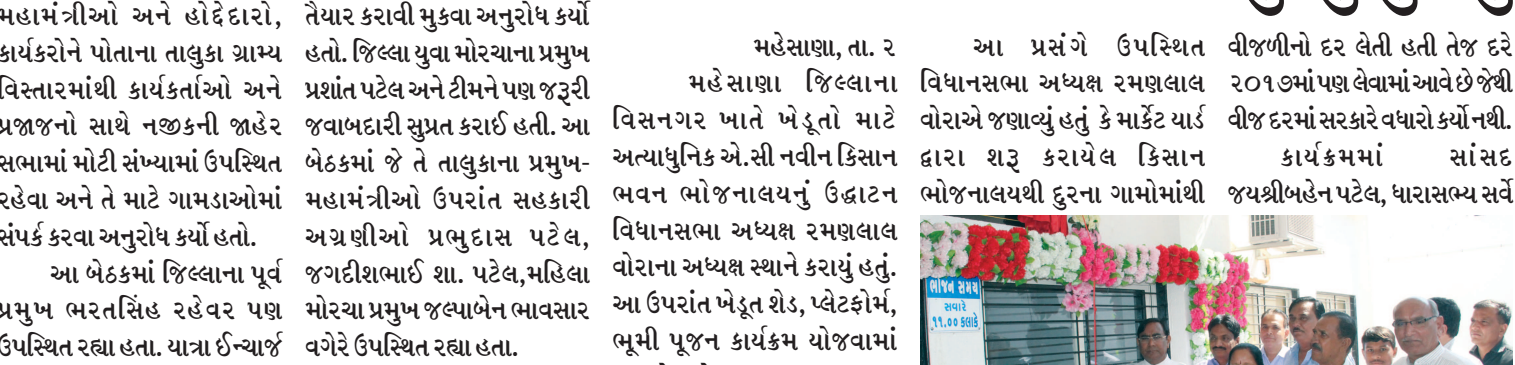 મહામંત્રીઓ અને હોદ્દેદારો,
કાર્યકરોને પોતાના તાલુકા ગ્રામ્ય
વિસ્તારમાંથી કાર્યકર્તાઓ અને
પ્રજાજનો સાથે નજીકની જાહેર
સભામાં મોટી સંખ્યામાં ઉપસ્થિત
રહેવા અને તે માટે ગામડાઓમાં
સંપર્ક કરવા અનુરોધ કર્યો હતો.
આ બેઠકમાં જિલ્લાના પૂર્વ
પ્રમુખ ભરતસિંહ રહેવર પણ
ઉપસ્થિત રહ્યા હતા. યાત્રા ઈન્ચાર્જ
તૈયાર કરાવી મુકવા અનુરોધ કર્યો
હતો. જિલ્લા યુવા મોરચાના પ્રમુખ
પ્રશાંત પટેલ અને ટીમને પણ જરૂરી
જવાબદારી સુપ્રત કરાઈ હતી. આ
બેઠકમાં જે તે તાલુકાના પ્રમુખ-
મહામંત્રીઓ ઉપરાંત સહકારી
અગ્રણીઓ પ્રભુદાસ પટેલ,
જગદીશભાઈ શા. પટેલ,મહિલા
મોરચા પ્રમુખ જલ્પાબેન ભાવસાર
વગેરે ઉપસ્થિત રહ્યા હતા.
મહેસાણા, તા. ૨
મહેસાણા જિલ્લાના
વિસનગર ખાતે ખેડૂતો માટે
અત્યાધુનિક એ.સી નવીન કિસાન
ભવન ભોજનાલયનું ઉદ્ઘાટન
વિધાનસભા અધ્યક્ષ રમણલાલ
વોરાના અધ્યક્ષ સ્થાને કરાયું હતું.
આ ઉપરાંત ખેડૂત શેડ, પ્લેટફોર્મ,
ભૂમી પૂજન કાર્યક્રમ યોજવામાં
આ પ્રસંગે ઉપસ્થિત
વિધાનસભા અધ્યક્ષ રમણલાલ
વોરાએ જણાવ્યું હતું કે માર્કેટ યાર્ડ
દ્વારા શરૂ કરાયેલ કિસાન
ભોજનાલયથી દુરના ગામોમાંથી
વીજળીનો દર લેતી હતી તેજ દરે
૨૦૧૭માં પણ લેવામાં આવે છે જેથી
વીજ દરમાં સરકારે વધારો કર્યો નથી.
કાર્યક્રમમાં સાંસદ
જયશ્રીબહેન પટેલ, ધારાસભ્ય સર્વે
ભોજન સમય
સવારે
૧૧.૦૦ કલાકે